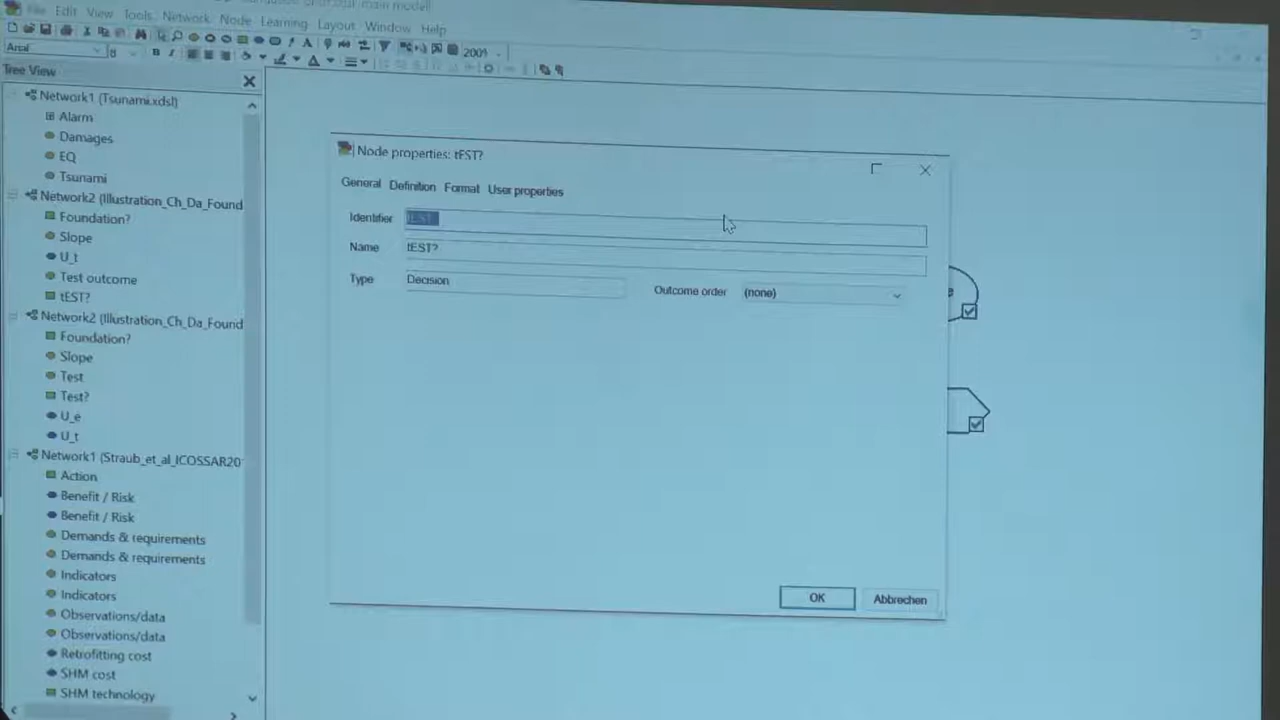 File Edit View Tools Network Node Learning Layout Window Help
200%
Arial 8 B I A
Tree View
Network1 (Tsunami.xdsl)
Alarm
Damages
EQ
Tsunami
Network2 (Illustration_Ch_Da_Found
Foundation?
Slope
U_t
Test outcome
tEST?
Network2 (Illustration_Ch_Da_Found
Foundation?
Slope
Test
Test?
U_e
U_t
Network1 (Straub_et_al_ICOSSAR20
Action
Benefit / Risk
Benefit / Risk
Demands & requirements
Demands & requirements
Indicators
Indicators
Observations/data
Observations/data
Retrofitting cost
SHM cost
SHM technology
Node properties: tEST?
General Definition Format User properties
Identifier tEST_
Name tEST?
Type Decision Outcome order (none)
OK Abbrechen